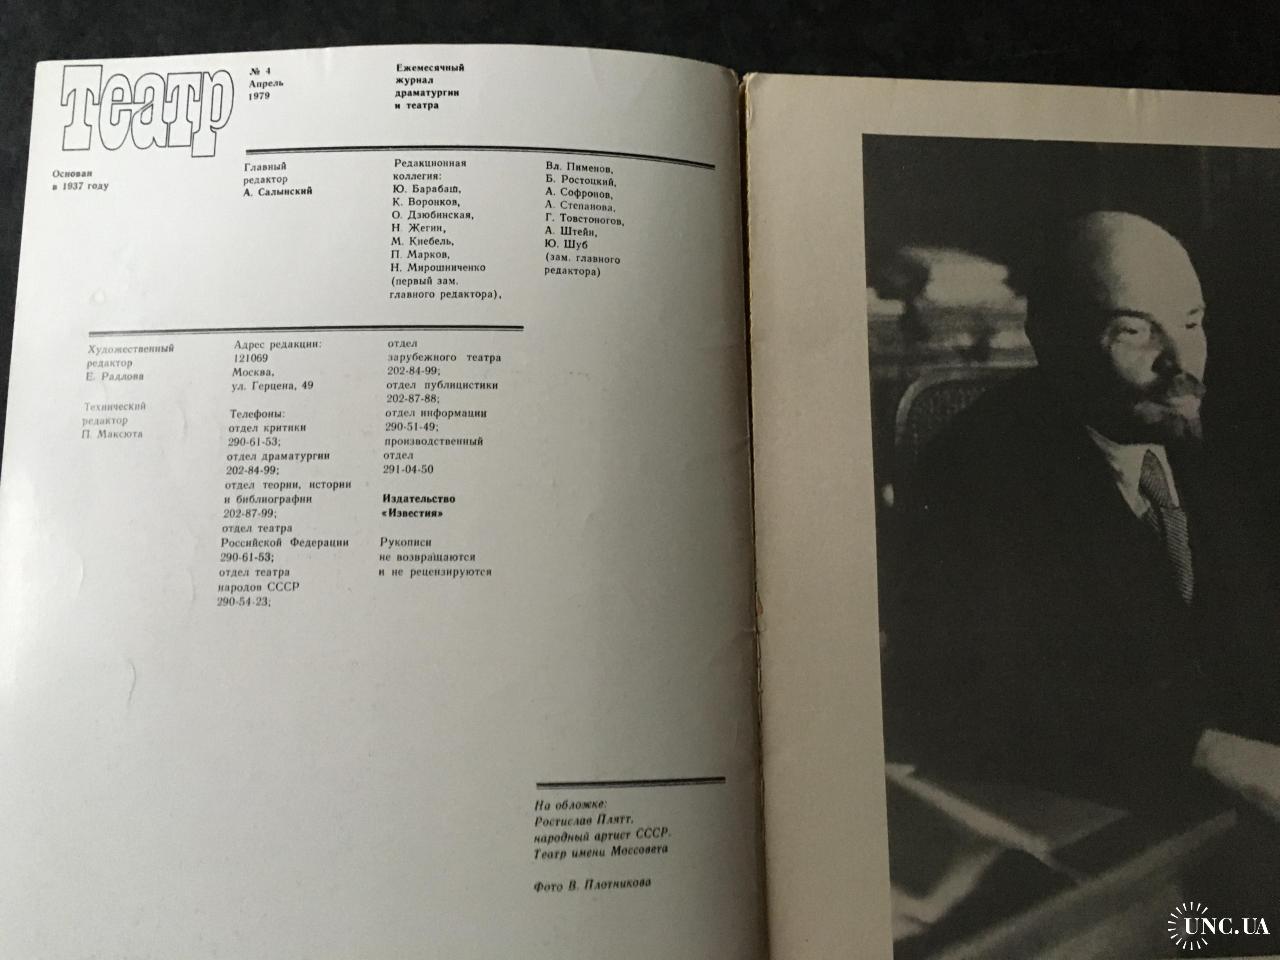 театр
№ 4
Апрель
1979
Ежемесячный
журнал
драматургии
и театра
Основан
в 1937 году
Главный
редактор
А. Салынский
Редакционная
коллегия:
Ю. Барабаш,
К. Воронков,
О. Дзюбинская,
Н. Жегин,
М. Кнебель,
П. Марков,
Н. Мирошниченко
(первый зам.
главного редактора),
Вл. Пименов,
Б. Ростоцкий,
А. Софронов,
А. Степанова,
Г. Товстоногов,
А. Штейн,
Ю. Шуб
(зам. главного
редактора)
Художественный
редактор
Е. Радлова
Технический
редактор
П. Максюта
Адрес редакции:
121069
Москва,
ул. Герцена, 49
Телефоны:
отдел критики
290-61-53;
отдел драматургии
202-84-99;
отдел теории, истории
и библиографии
202-87-99;
отдел театра
Российской Федерации
290-61-53;
отдел театра
народов СССР
290-54-23;
отдел
зарубежного театра
202-84-99;
отдел публицистики
202-87-88;
отдел информации
290-51-49;
производственный
отдел
291-04-50
Издательство
«Известия»
Рукописи
не возвращаются
и не рецензируются
На обложке:
Ростислав Плятт,
народный артист СССР.
Театр имени Моссовета
Фото В. Плотникова
UNC.UA